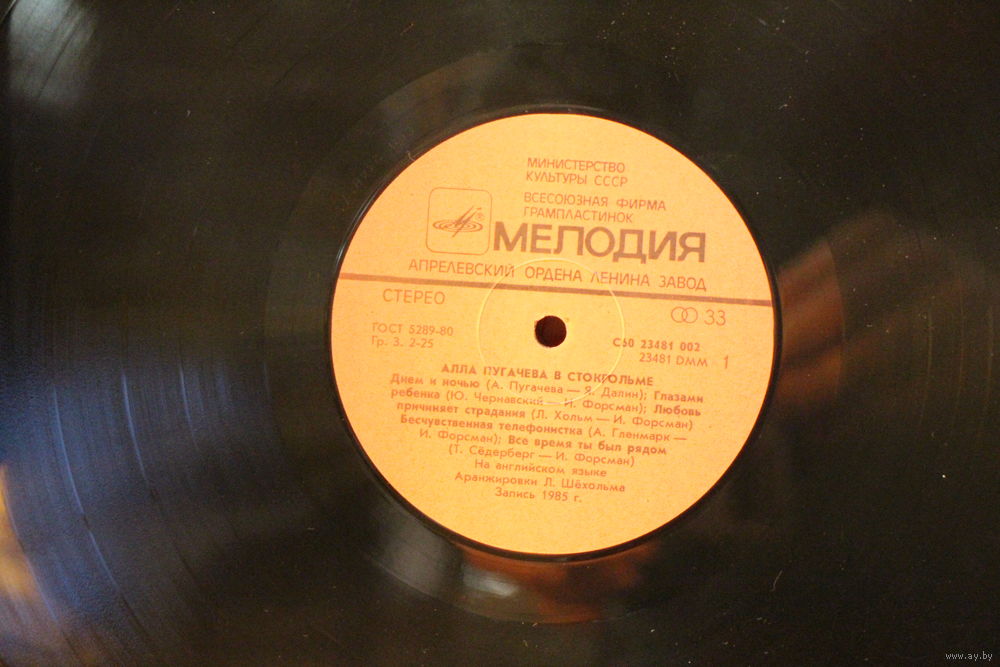 МИНИСТЕРСТВО
КУЛЬТУРЫ СССР
ВСЕСОЮЗНАЯ ФИРМА
ГРАМПЛАСТИНОК
МЕЛОДИЯ
АПРЕЛЕВСКИЙ ОРДЕНА ЛЕНИНА ЗАВОД
СТЕРЕО
33
ГОСТ 5289-80
Гр. 3. 2-25
С60 23481 002
23481 DMM 1
АЛЛА ПУГАЧЕВА В СТОКГОЛЬМЕ
Днем и ночью (А. Пугачева — Я. Далин); Глазами
ребенка (Ю. Чернавский — И. Форсман); Любовь
причиняет страдания (Л. Хольм — И. Форсман)
Бесчувственная телефонистка (А. Гленмарк —
И. Форсман); Все время ты был рядом
(Т. Сёдерберг — И. Форсман)
На английском языке
Аранжировки Л. Шёхольма
Запись 1985 г.
www.ay.by